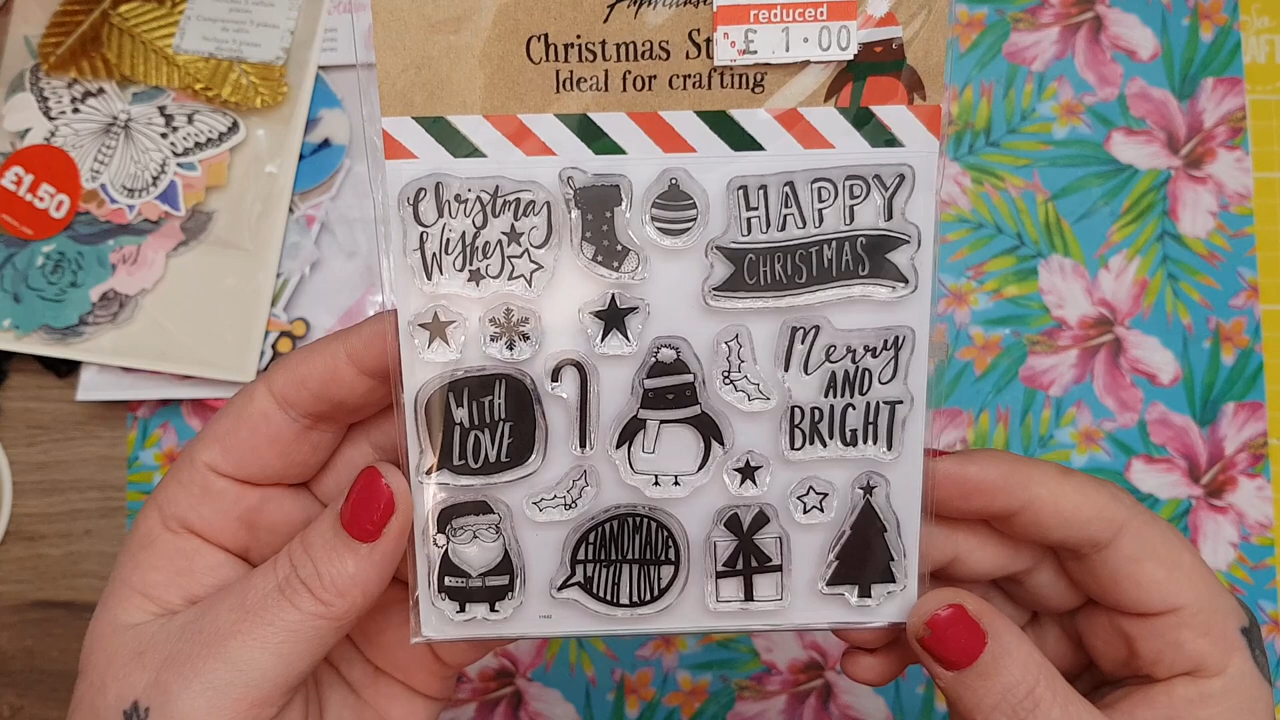 reduced
now £ 1.00
Christmas
Ideal for crafting
£1.50
Christmas
Wishes
HAPPY
CHRISTMAS
Merry
AND
BRIGHT
WITH
LOVE
HANDMADE
WITH LOVE